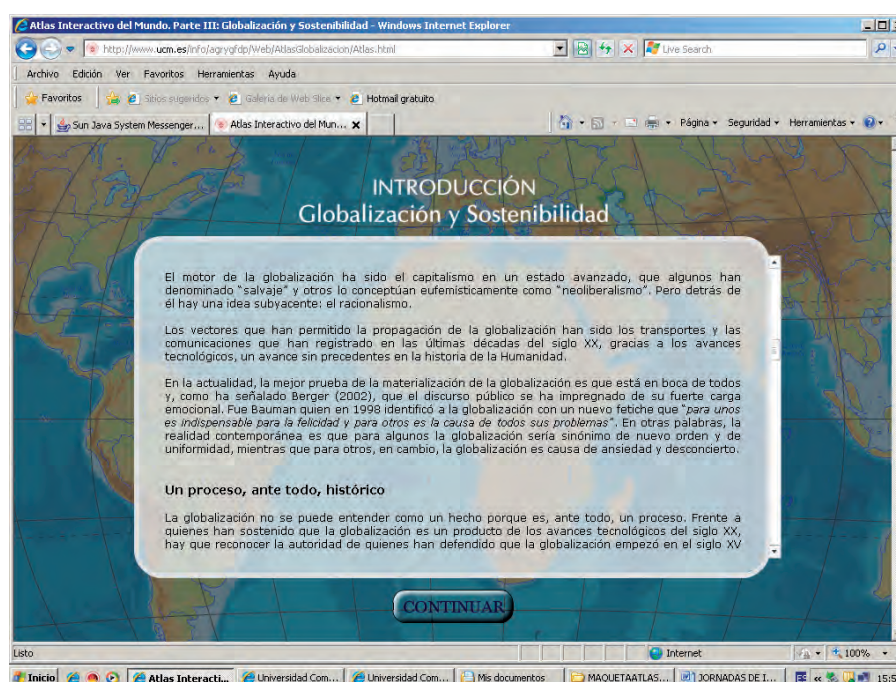 Atlas Interactivo del Mundo. Parte III: Globalización y Sostenibilidad - Windows Internet Explorer
http://www.ucm.es/info/agrygfdp/Web/AtlasGlobalizacion/Atlas.html
Live Search
Archivo Edición Ver Favoritos Herramientas Ayuda
Favoritos Sitios sugeridos Galería de Web Slice Hotmail gratuito
Sun Java System Messenger... Atlas Interactivo del Mun... Página Seguridad Herramientas
INTRODUCCIÓN
Globalización y Sostenibilidad
El motor de la globalización ha sido el capitalismo en un estado avanzado, que algunos han
denominado "salvaje" y otros lo conceptúan eufemísticamente como "neoliberalismo". Pero detrás de
él hay una idea subyacente: el racionalismo.
Los vectores que han permitido la propagación de la globalización han sido los transportes y las
comunicaciones que han registrado en las últimas décadas del siglo XX, gracias a los avances
tecnológicos, un avance sin precedentes en la historia de la Humanidad.
En la actualidad, la mejor prueba de la materialización de la globalización es que está en boca de todos
y, como ha señalado Berger (2002), que el discurso público se ha impregnado de su fuerte carga
emocional. Fue Bauman quien en 1998 identificó a la globalización con un nuevo fetiche que "para unos
es indispensable para la felicidad y para otros es la causa de todos sus problemas". En otras palabras, la
realidad contemporánea es que para algunos la globalización sería sinónimo de nuevo orden y de
uniformidad, mientras que para otros, en cambio, la globalización es causa de ansiedad y desconcierto.
Un proceso, ante todo, histórico
La globalización no se puede entender como un hecho porque es, ante todo, un proceso. Frente a
quienes han sostenido que la globalización es un producto de los avances tecnológicos del siglo XX,
hay que reconocer la autoridad de quienes han defendido que la globalización empezó en el siglo XV
CONTINUAR
Listo Internet 100%
Inicio Atlas Interacti... Universidad Com... Universidad Com... Mis documentos MAQUETAATLAS... JORNADAS DE I... ES